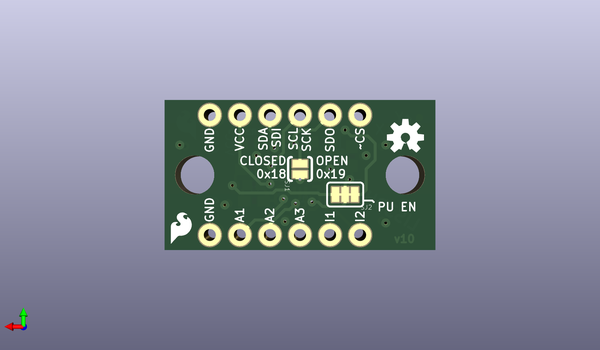 GND
VCC
SDA
SDI
SCL
SCK
SDO
~CS
CLOSED
0x18
OPEN
0x19
J2
PU EN
GND
A1
A2
A3
I1
I2
v10